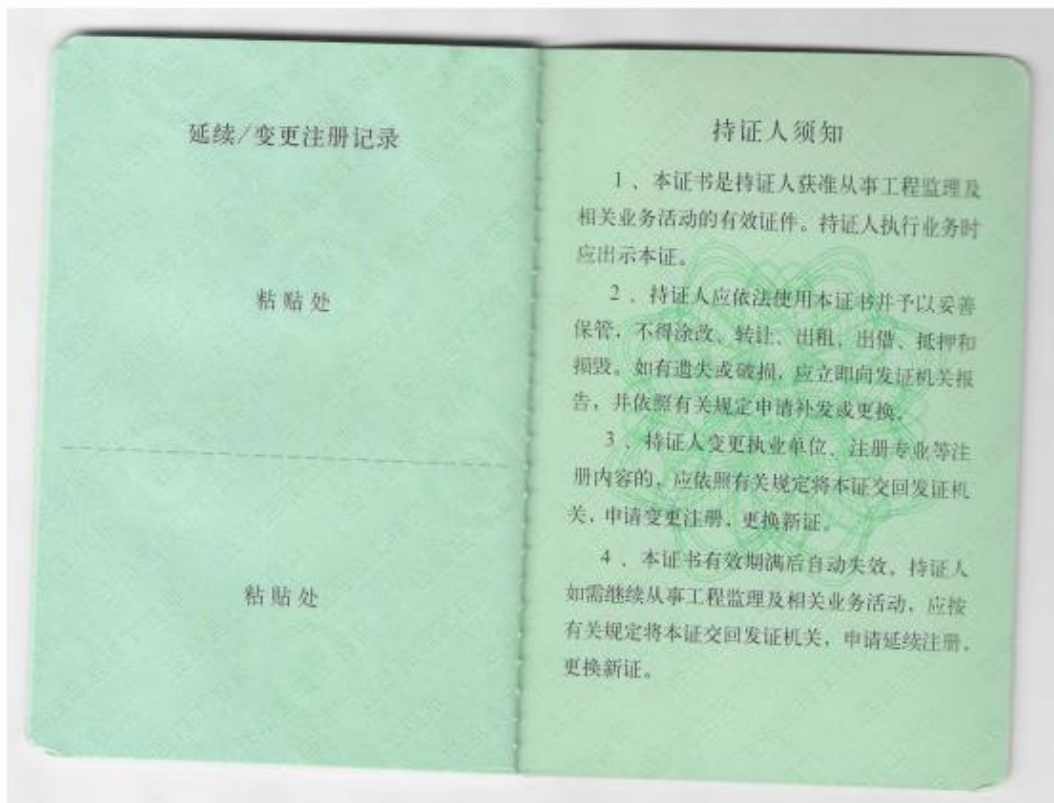 延续/变更注册记录
粘贴处
粘贴处
持证人须知
1、本证书是持证人获准从事工程监理及
相关业务活动的有效证件。持证人执行业务时
应出示本证。
2、持证人应依法使用本证书并予以妥善
保管，不得涂改、转让、出租、出借、抵押和
损毁。如有遗失或破损，应立即向发证机关报
告，并依照有关规定申请补发或更换。
3、持证人变更执业单位、注册专业等注
册内容的，应依照有关规定将本证交回发证机
关，申请变更注册，更换新证。
4、本证书有效期满后自动失效。持证人
如需继续从事工程监理及相关业务活动，应按
有关规定将本证交回发证机关，申请延续注册，
更换新证。